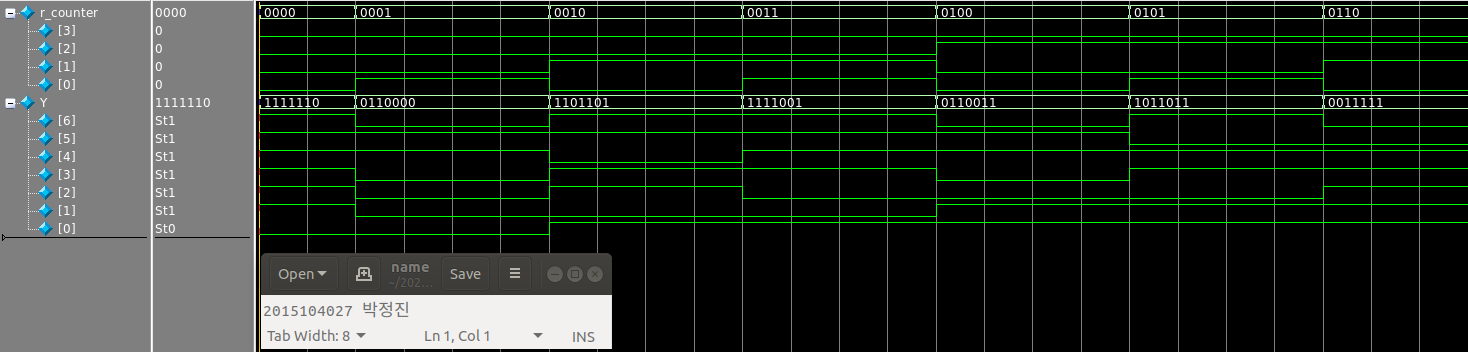 r_counter 0000 0000 0001 0010 0011 0100 0101 0110
[3] 0
[2] 0
[1] 0
[0] 0
Y 1111110 1111110 0110000 1101101 1111001 0110011 1011011 0011111
[6] St1
[5] St1
[4] St1
[3] St1
[2] St1
[1] St1
[0] St0
Open name Save
~/202...
2015104027 박정진
Tab Width: 8 Ln 1, Col 1 INS